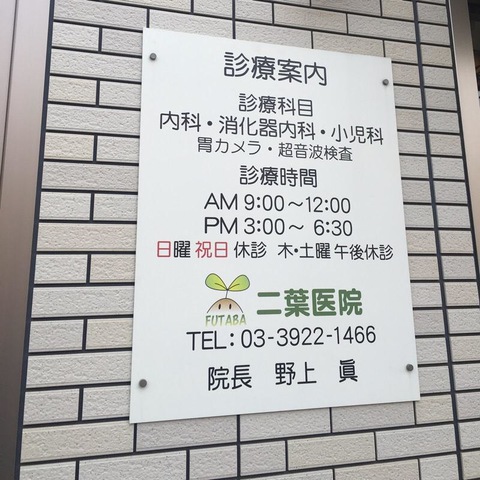 診療案内
診療科目
内科・消化器内科・小児科
胃カメラ・超音波検査
診療時間
AM 9:00～12:00
PM 3:00～ 6:30
日曜 祝日 休診 木・土曜 午後休診
FUTABA 二葉医院
TEL:03-3922-1466
院長 野上 眞